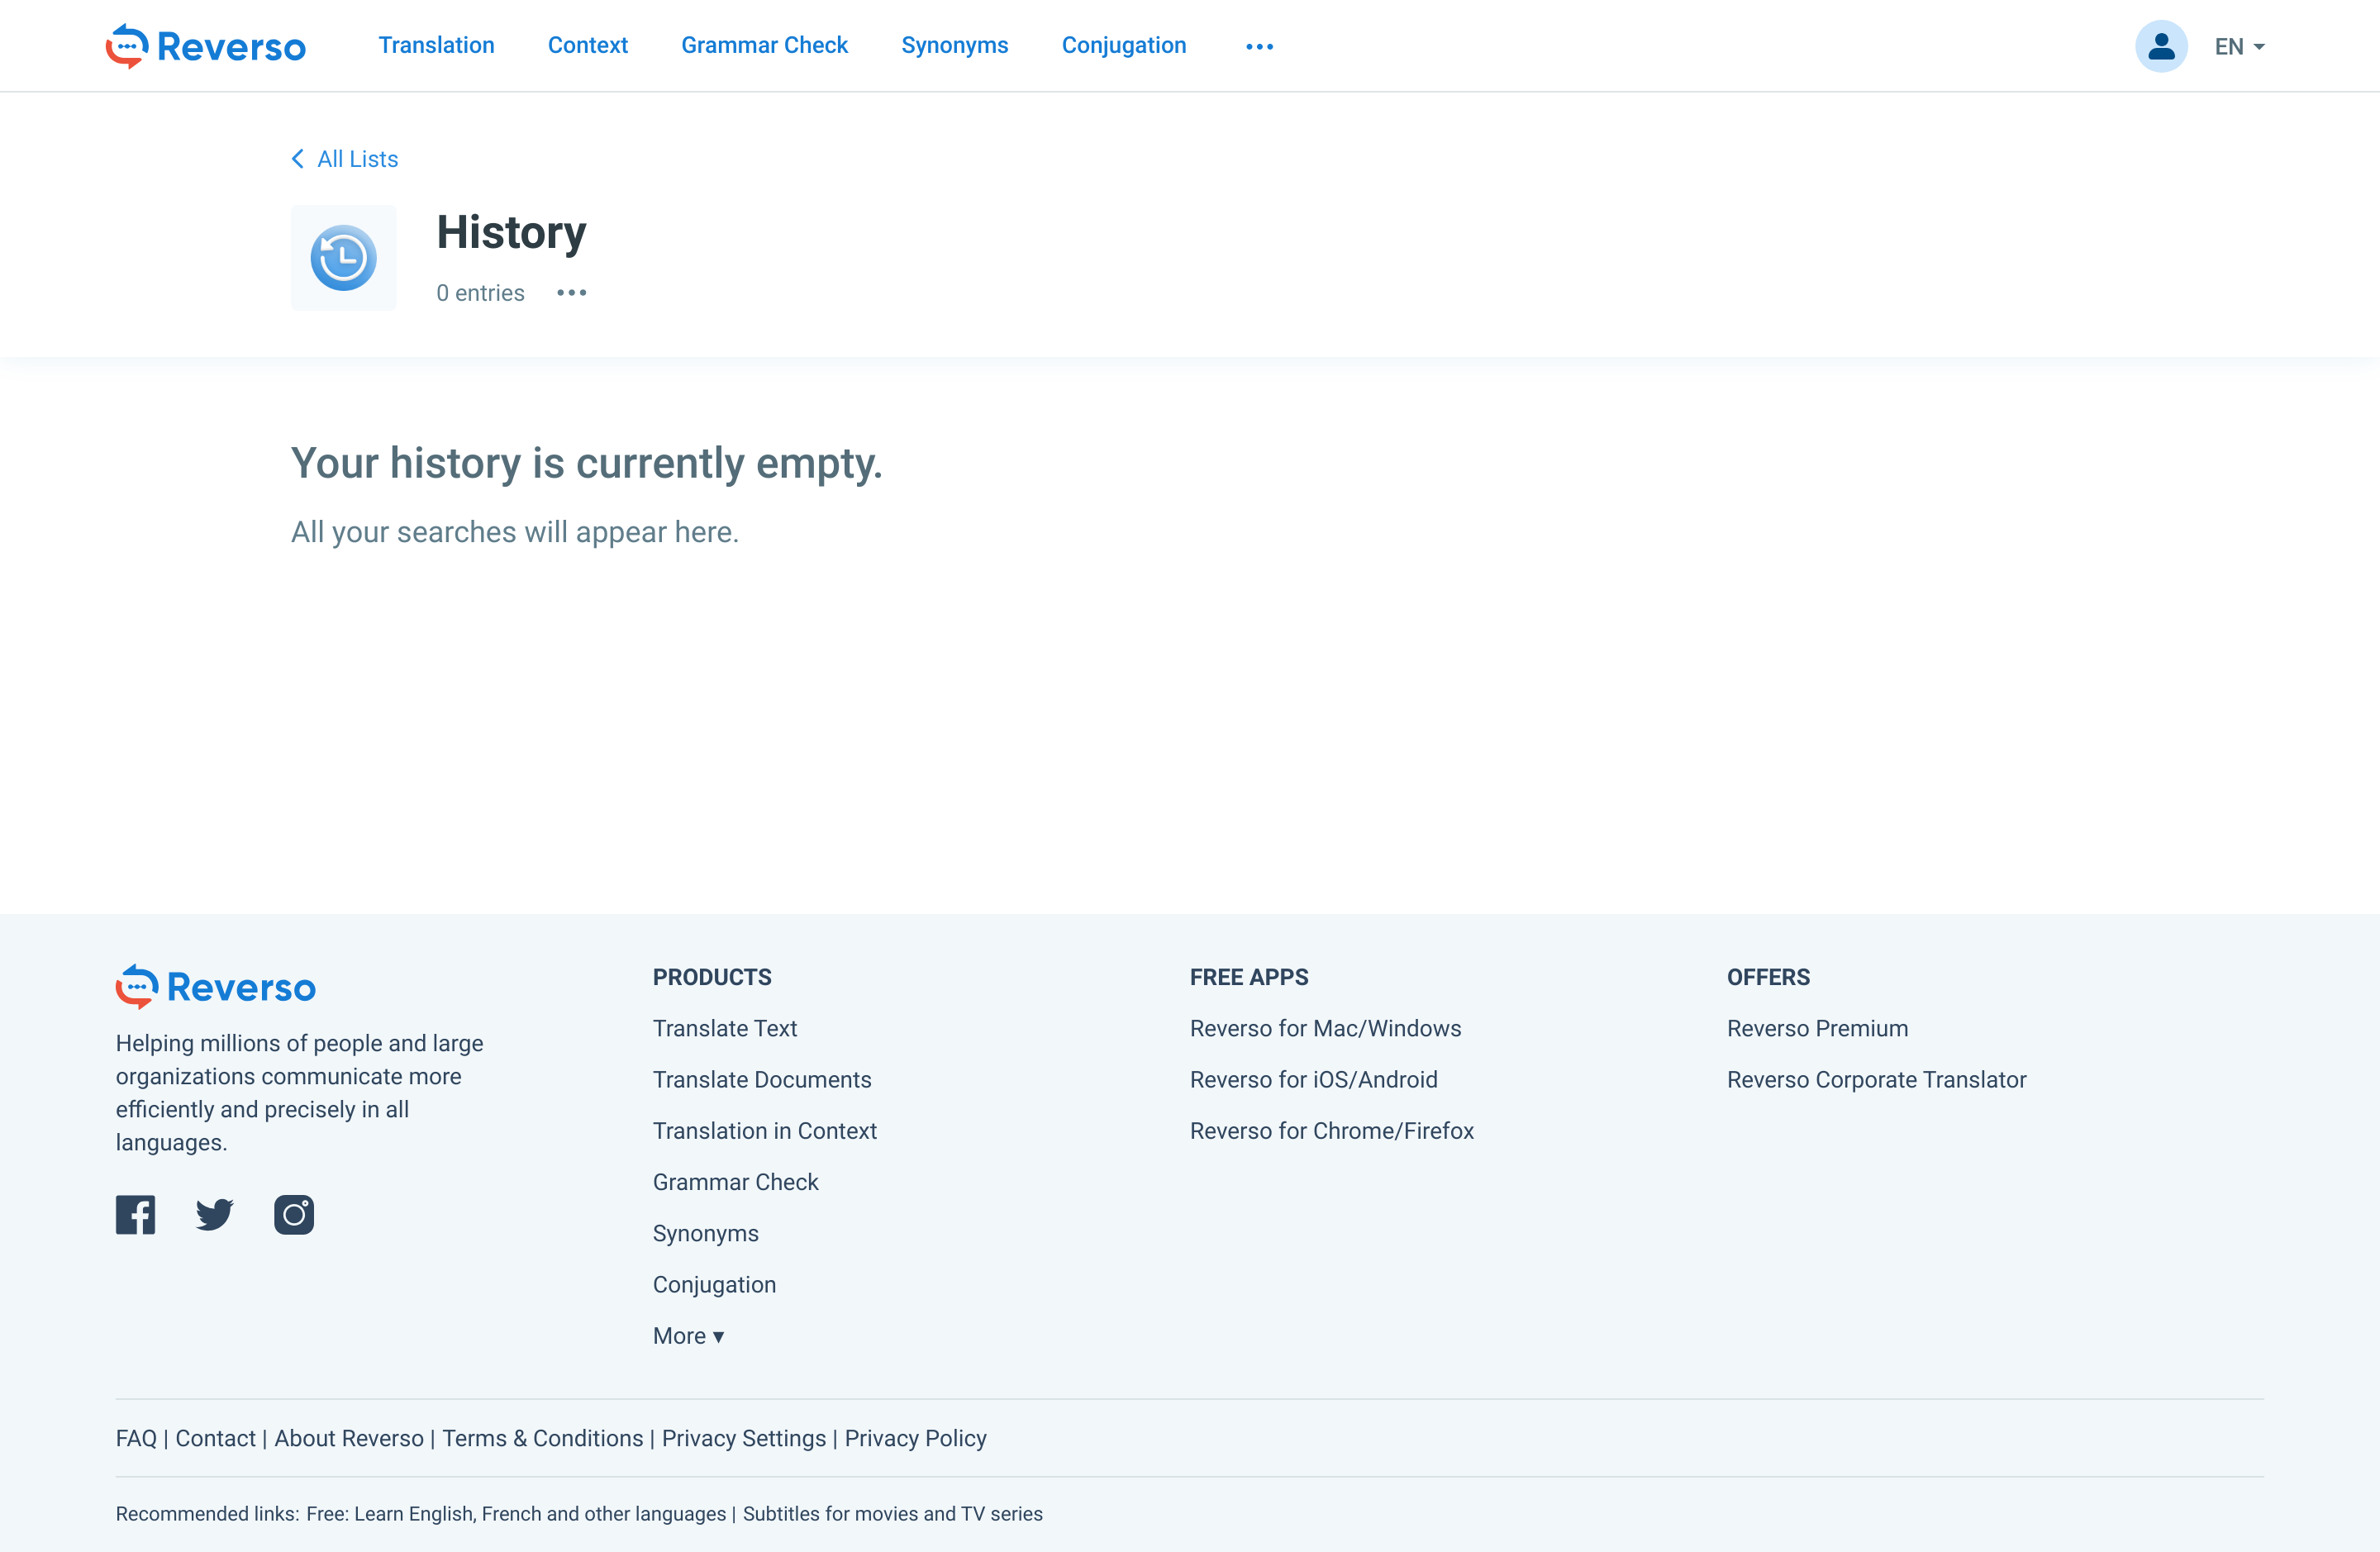 Reverso
Translation
Context
Grammar Check
Synonyms
Conjugation
EN
All Lists
History
0 entries
Your history is currently empty.
All your searches will appear here.
Reverso
Helping millions of people and large
organizations communicate more
efficiently and precisely in all
languages.
PRODUCTS
Translate Text
Translate Documents
Translation in Context
Grammar Check
Synonyms
Conjugation
More ▾
FREE APPS
Reverso for Mac/Windows
Reverso for iOS/Android
Reverso for Chrome/Firefox
OFFERS
Reverso Premium
Reverso Corporate Translator
FAQ | Contact | About Reverso | Terms & Conditions | Privacy Settings | Privacy Policy
Recommended links: Free: Learn English, French and other languages | Subtitles for movies and TV series